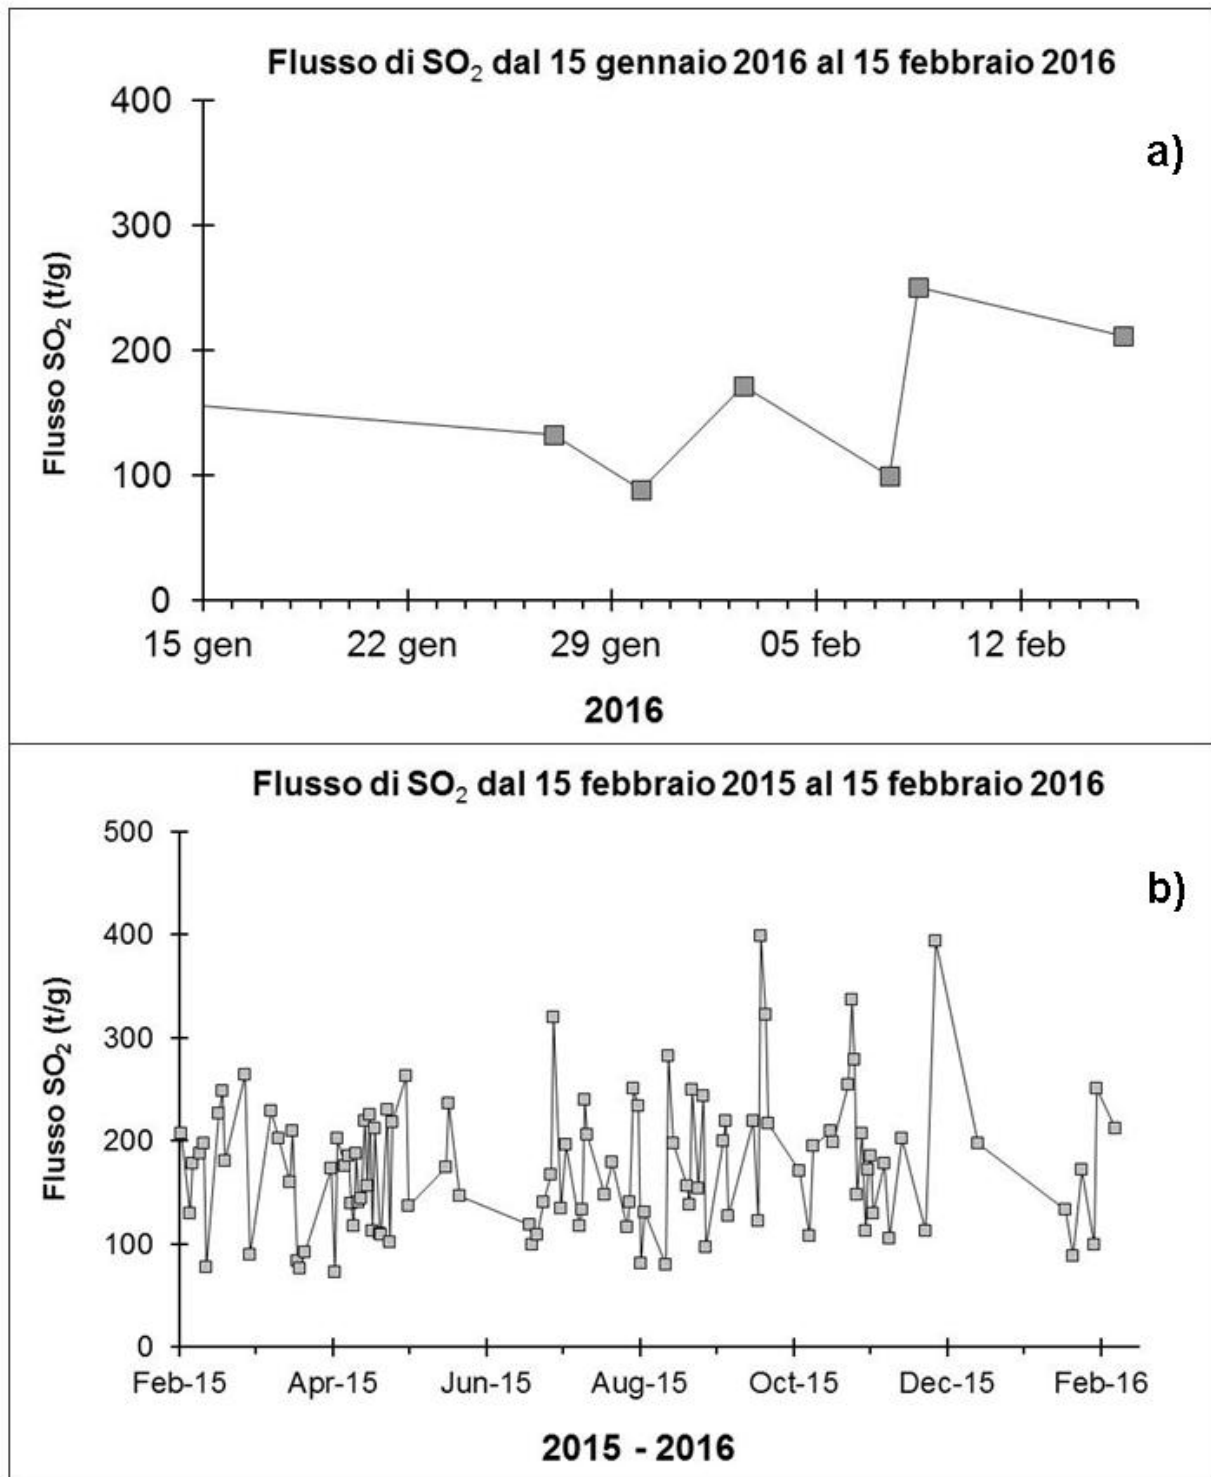 Flusso di SO₂ dal 15 gennaio 2016 al 15 febbraio 2016
a)
400
300
200
100
0
Flusso SO₂ (t/g)
15 gen 22 gen 29 gen 05 feb 12 feb
2016
Flusso di SO₂ dal 15 febbraio 2015 al 15 febbraio 2016
b)
500
400
300
200
100
0
Flusso SO₂ (t/g)
Feb-15 Apr-15 Jun-15 Aug-15 Oct-15 Dec-15 Feb-16
2015 - 2016